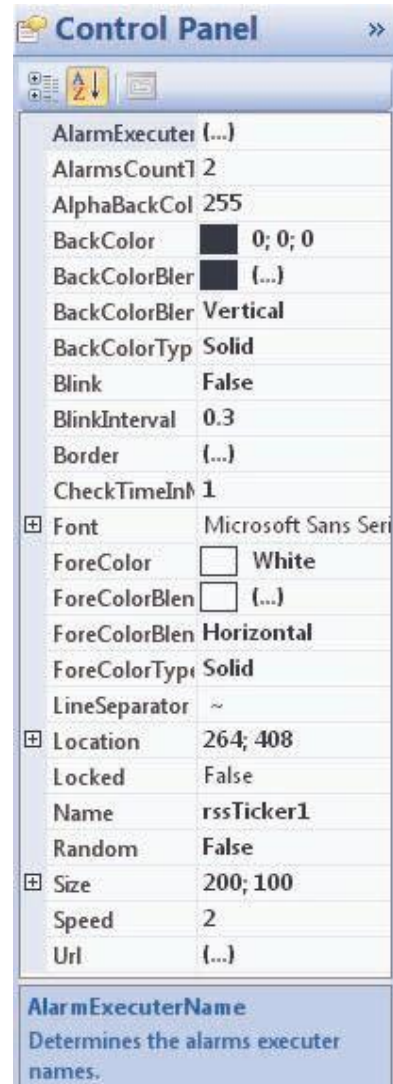 Control Panel »
AlarmExecuter (...)
AlarmsCountT 2
AlphaBackCol 255
BackColor 0; 0; 0
BackColorBler (...)
BackColorBler Vertical
BackColorTyp Solid
Blink False
BlinkInterval 0.3
Border (...)
CheckTimeInM 1
Font Microsoft Sans Seri
ForeColor White
ForeColorBlen (...)
ForeColorBlen Horizontal
ForeColorType Solid
LineSeparator ~
Location 264; 408
Locked False
Name rssTicker1
Random False
Size 200; 100
Speed 2
Url (...)
AlarmExecuterName
Determines the alarms executer
names.